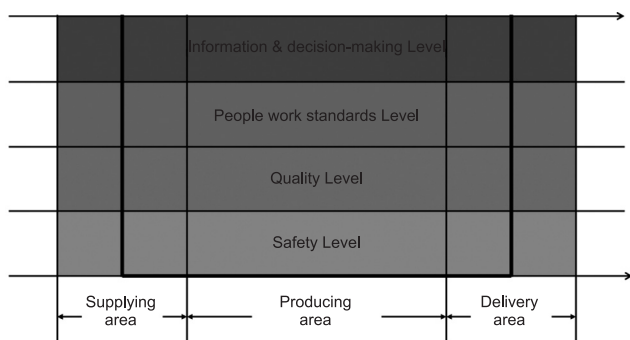 Information & decision-making Level
People work standards Level
Quality Level
Safety Level
Supplying
area
Producing
area
Delivery
area